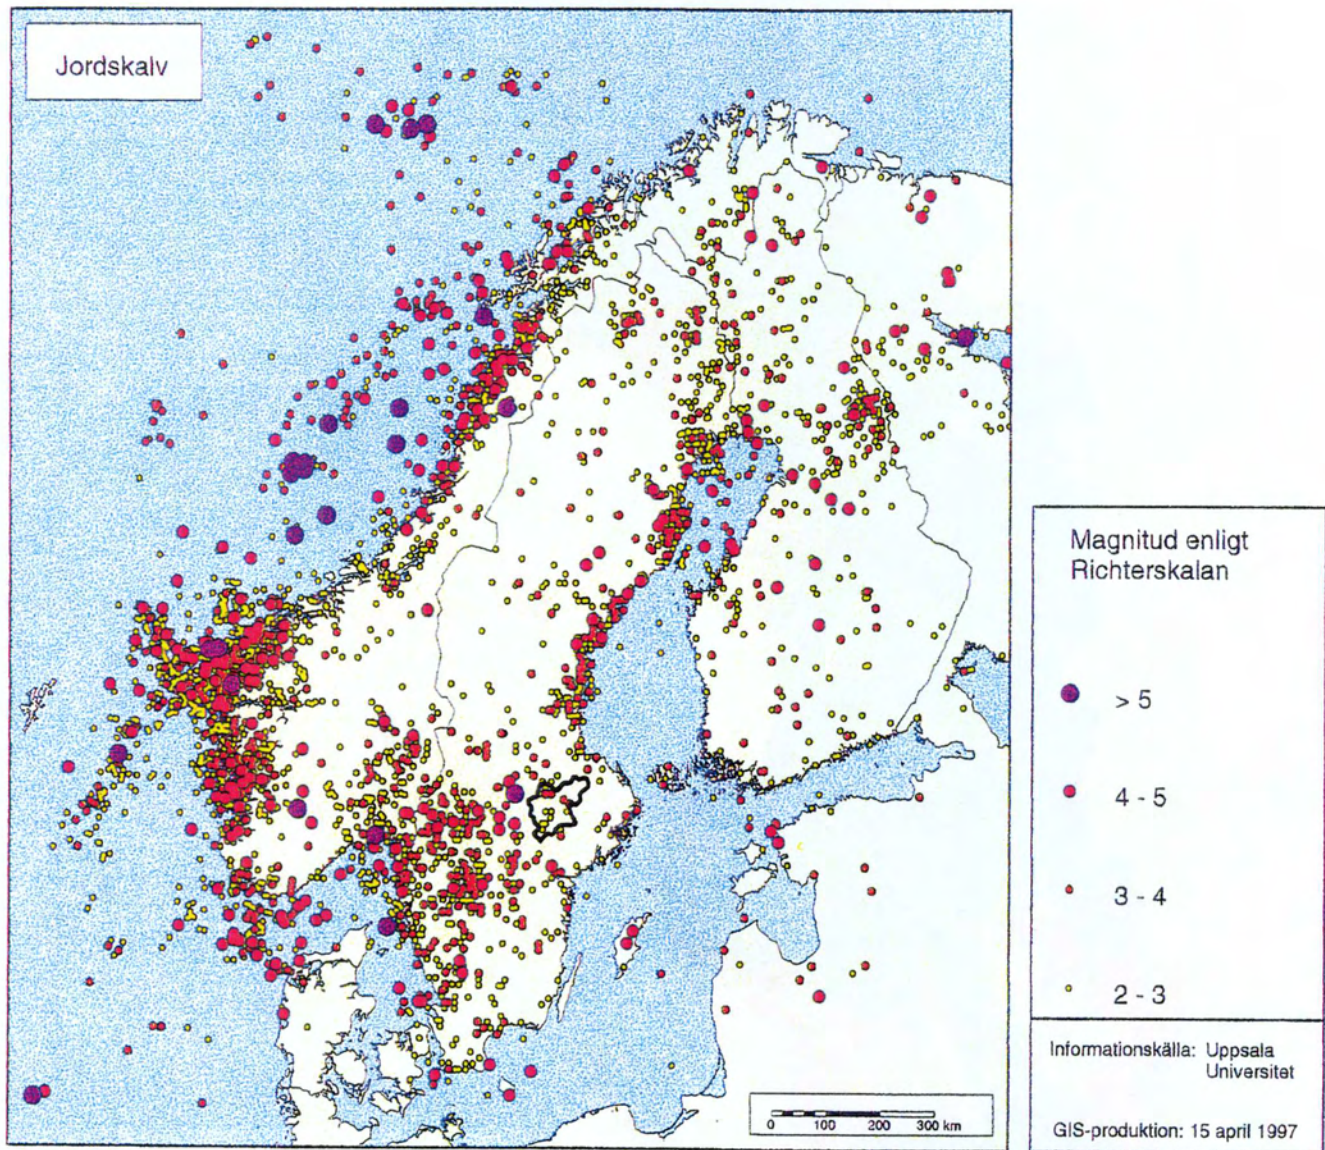 Jordskalv
Magnitud enligt
Richterskalan
> 5
4 - 5
3 - 4
2 - 3
Informationskälla: Uppsala
Universitet
GIS-produktion: 15 april 1997
0 100 200 300 km